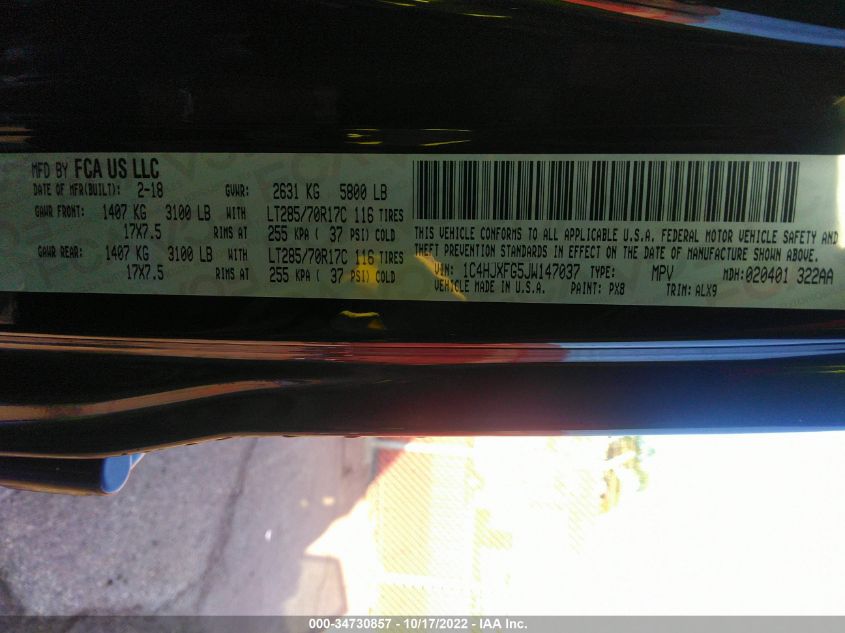 MFD BY FCA US LLC
DATE OF MFR(BUILT): 2-18 GVWR: 2631 KG 5800 LB
GAWR FRONT: 1407 KG 3100 LB WITH LT285/70R17C 116 TIRES
17X7.5 RIMS AT 255 KPA ( 37 PSI) COLD
GAWR REAR: 1407 KG 3100 LB WITH LT285/70R17C 116 TIRES
17X7.5 RIMS AT 255 KPA ( 37 PSI) COLD
THIS VEHICLE CONFORMS TO ALL APPLICABLE U.S.A. FEDERAL MOTOR VEHICLE SAFETY AND
THEFT PREVENTION STANDARDS IN EFFECT ON THE DATE OF MANUFACTURE SHOWN ABOVE.
VIN: 1C4HJXFG5JW147037 TYPE: MPV MDH: 020401 322AA
VEHICLE MADE IN U.S.A. PAINT: PX8 TRIM: ALX9
000-34730857 - 10/17/2022 - IAA Inc.